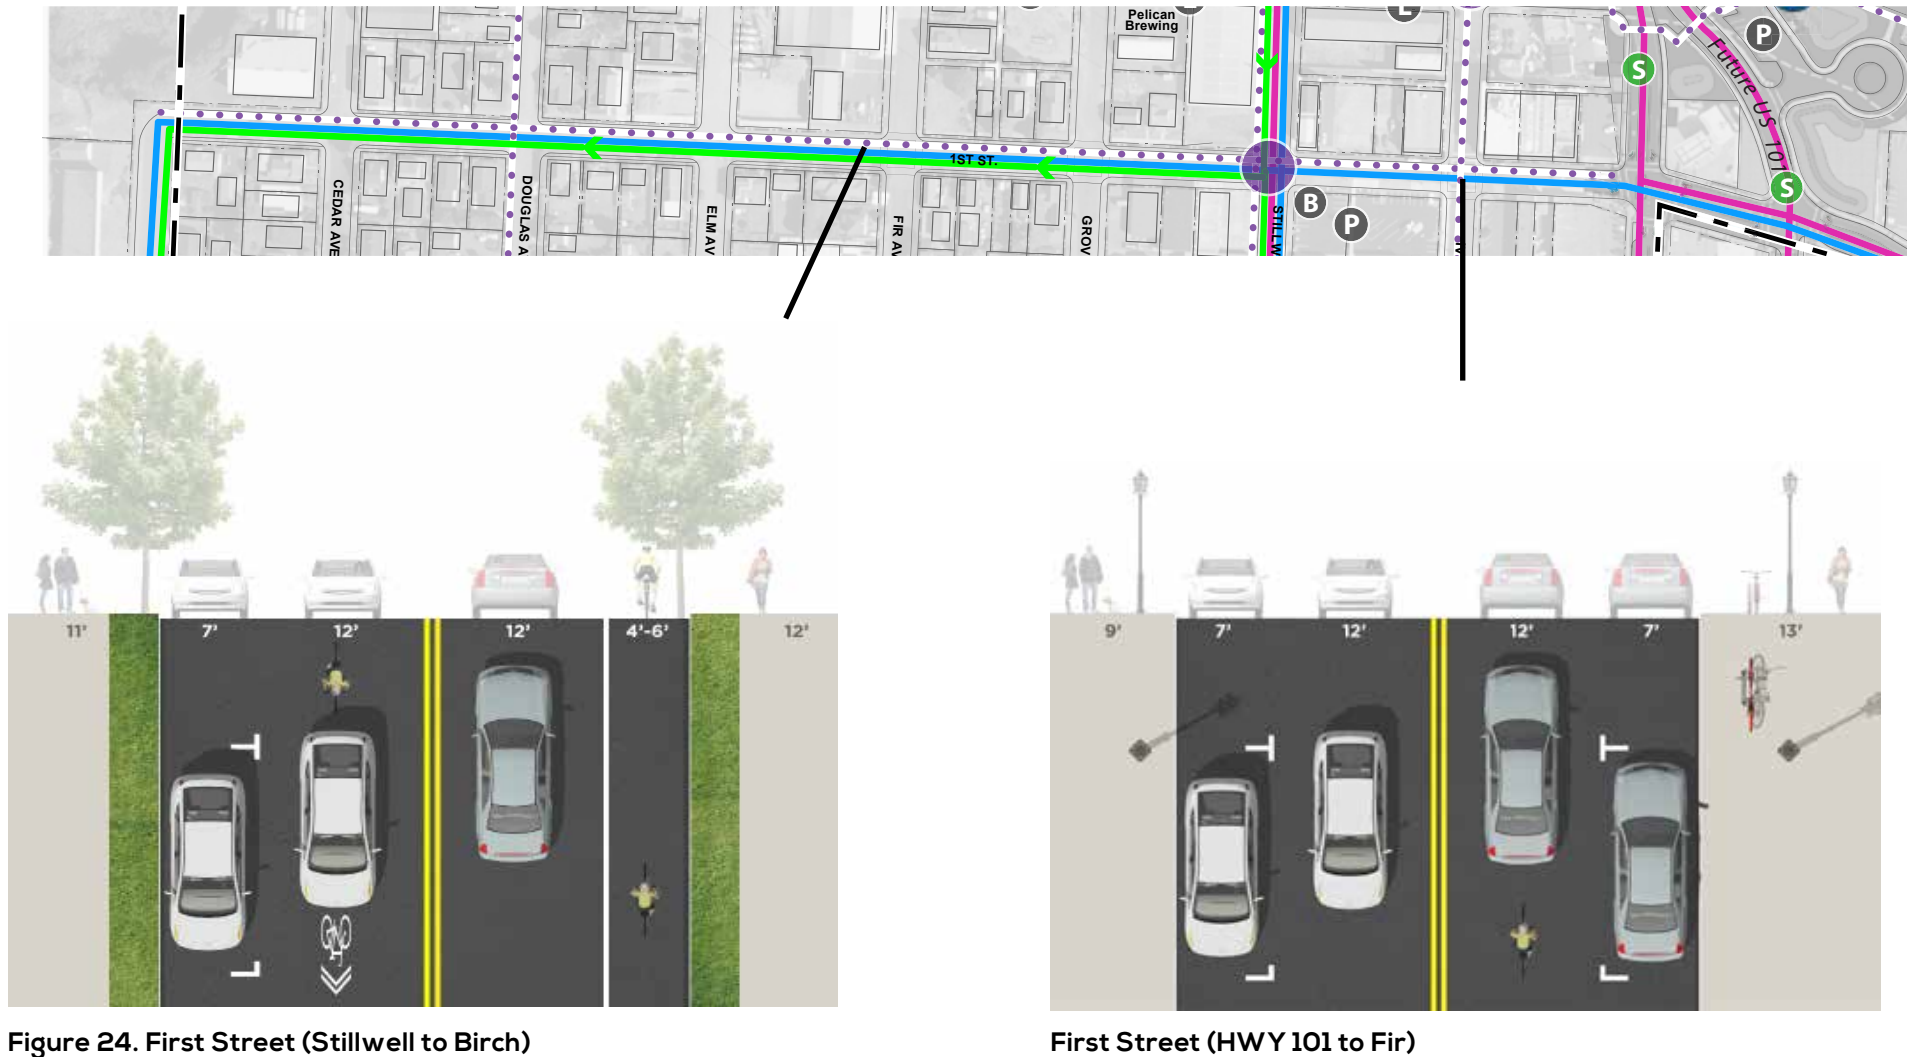 Pelican
Brewing
L
P
S
Future US 101
S
1ST ST.
B
P
CEDAR AVE
DOUGLAS A
ELM AV
FIR AV
GROV
STILLW
11'
7'
12'
12'
4'-6'
12'
9'
7'
12'
12'
7'
13'
Figure 24. First Street (Stillwell to Birch)
First Street (HWY 101 to Fir)